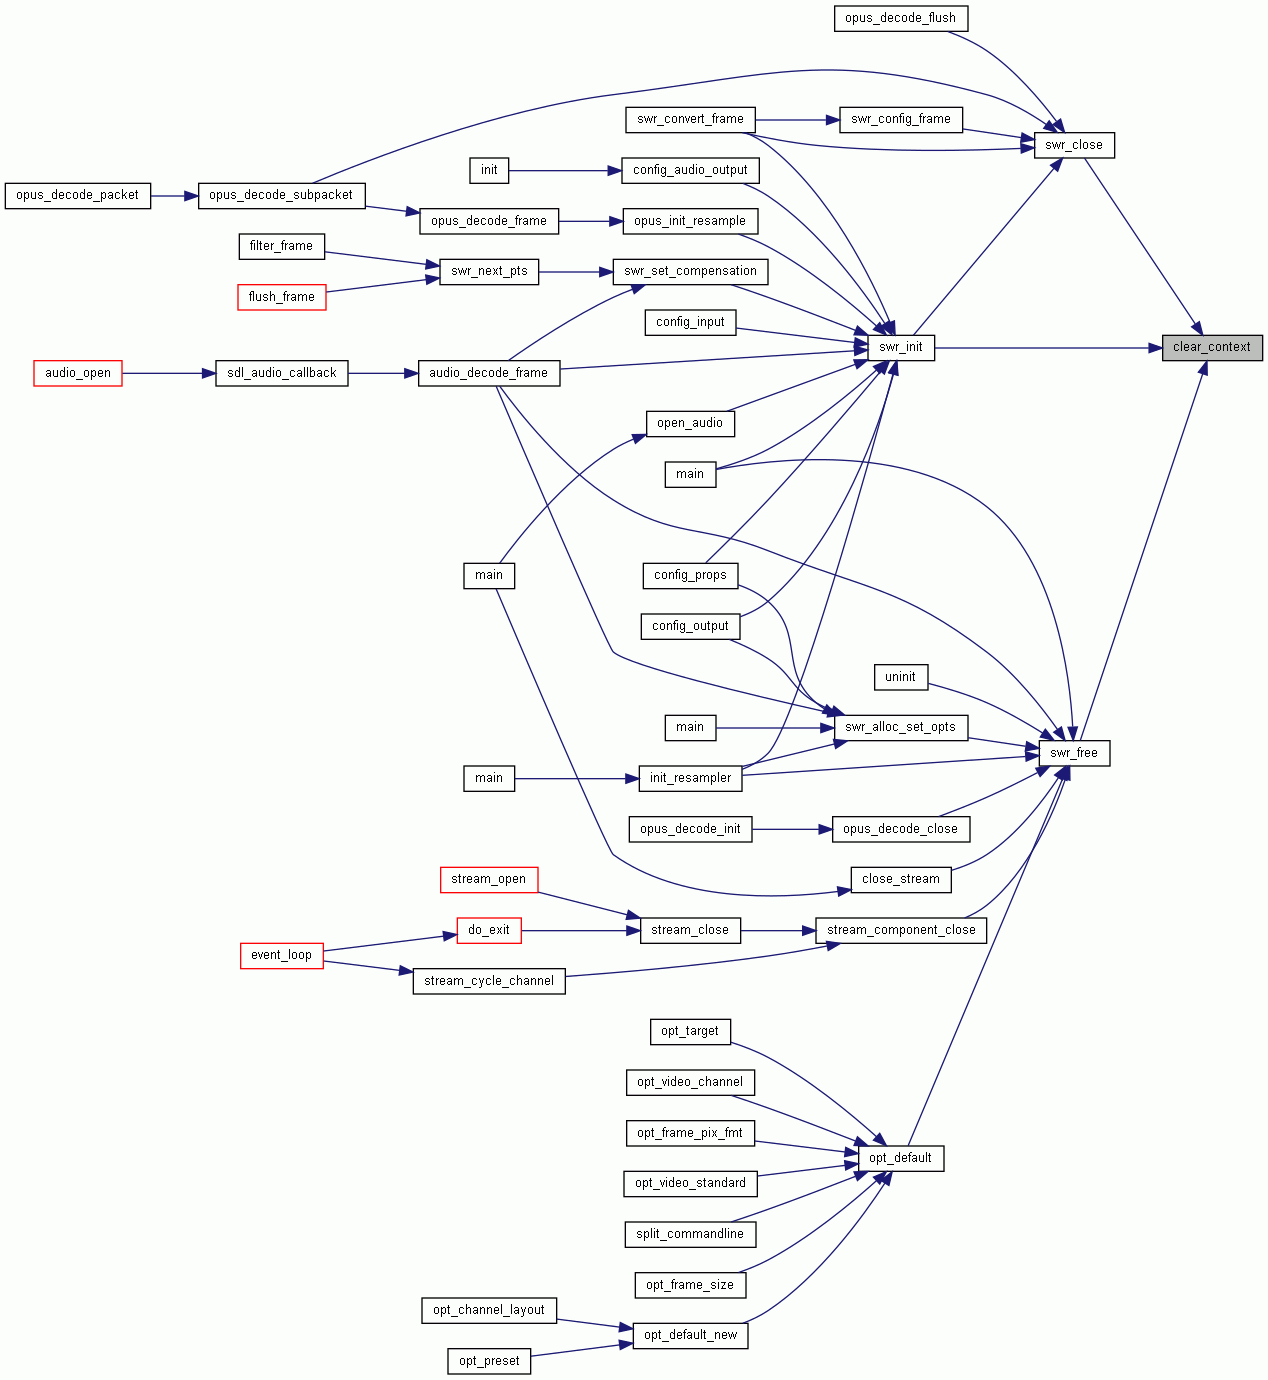 opus_decode_flush
swr_convert_frame
swr_config_frame
swr_close
init
config_audio_output
opus_decode_packet
opus_decode_subpacket
opus_decode_frame
opus_init_resample
filter_frame
swr_next_pts
swr_set_compensation
flush_frame
config_input
swr_init
clear_context
audio_open
sdl_audio_callback
audio_decode_frame
open_audio
main
main
config_props
config_output
uninit
main
swr_alloc_set_opts
swr_free
main
init_resampler
opus_decode_init
opus_decode_close
stream_open
close_stream
do_exit
stream_close
stream_component_close
event_loop
stream_cycle_channel
opt_target
opt_video_channel
opt_frame_pix_fmt
opt_default
opt_video_standard
split_commandline
opt_frame_size
opt_channel_layout
opt_default_new
opt_preset